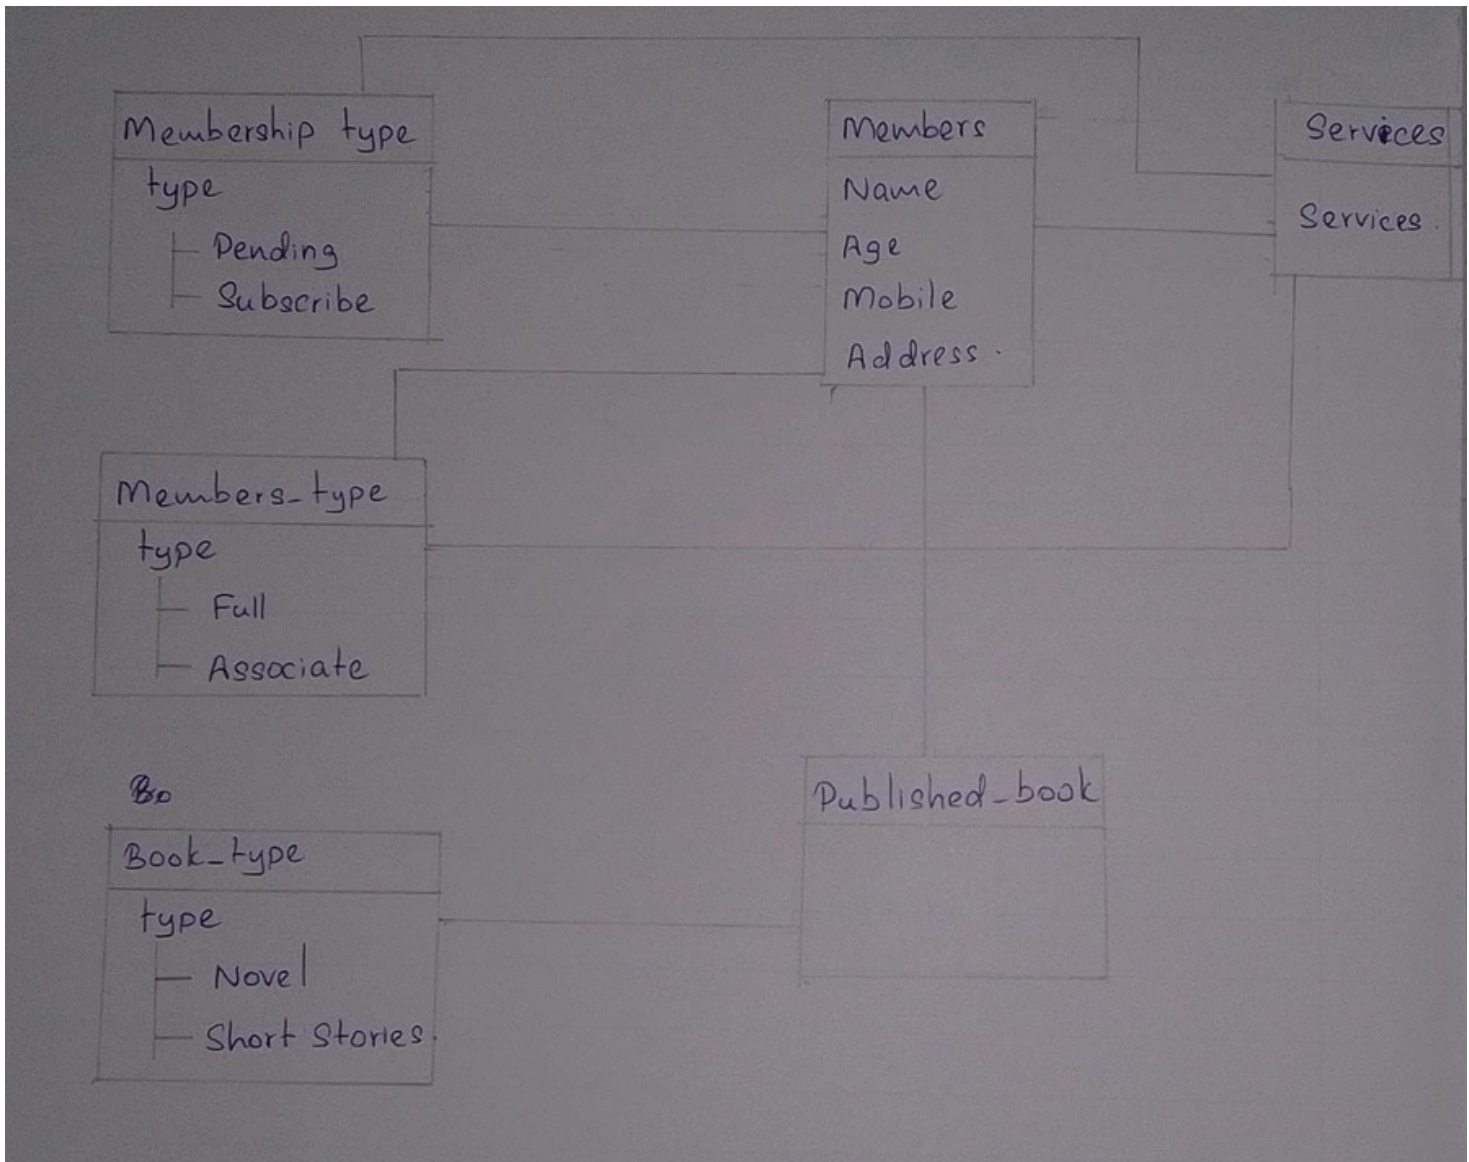 Membership type
type
Pending
Subscribe
Members
Name
Age
Mobile
Address.
Services
Services.
Members_type
type
Full
Associate
Bo
Book_type
type
Novel
Short Stories.
Published_book